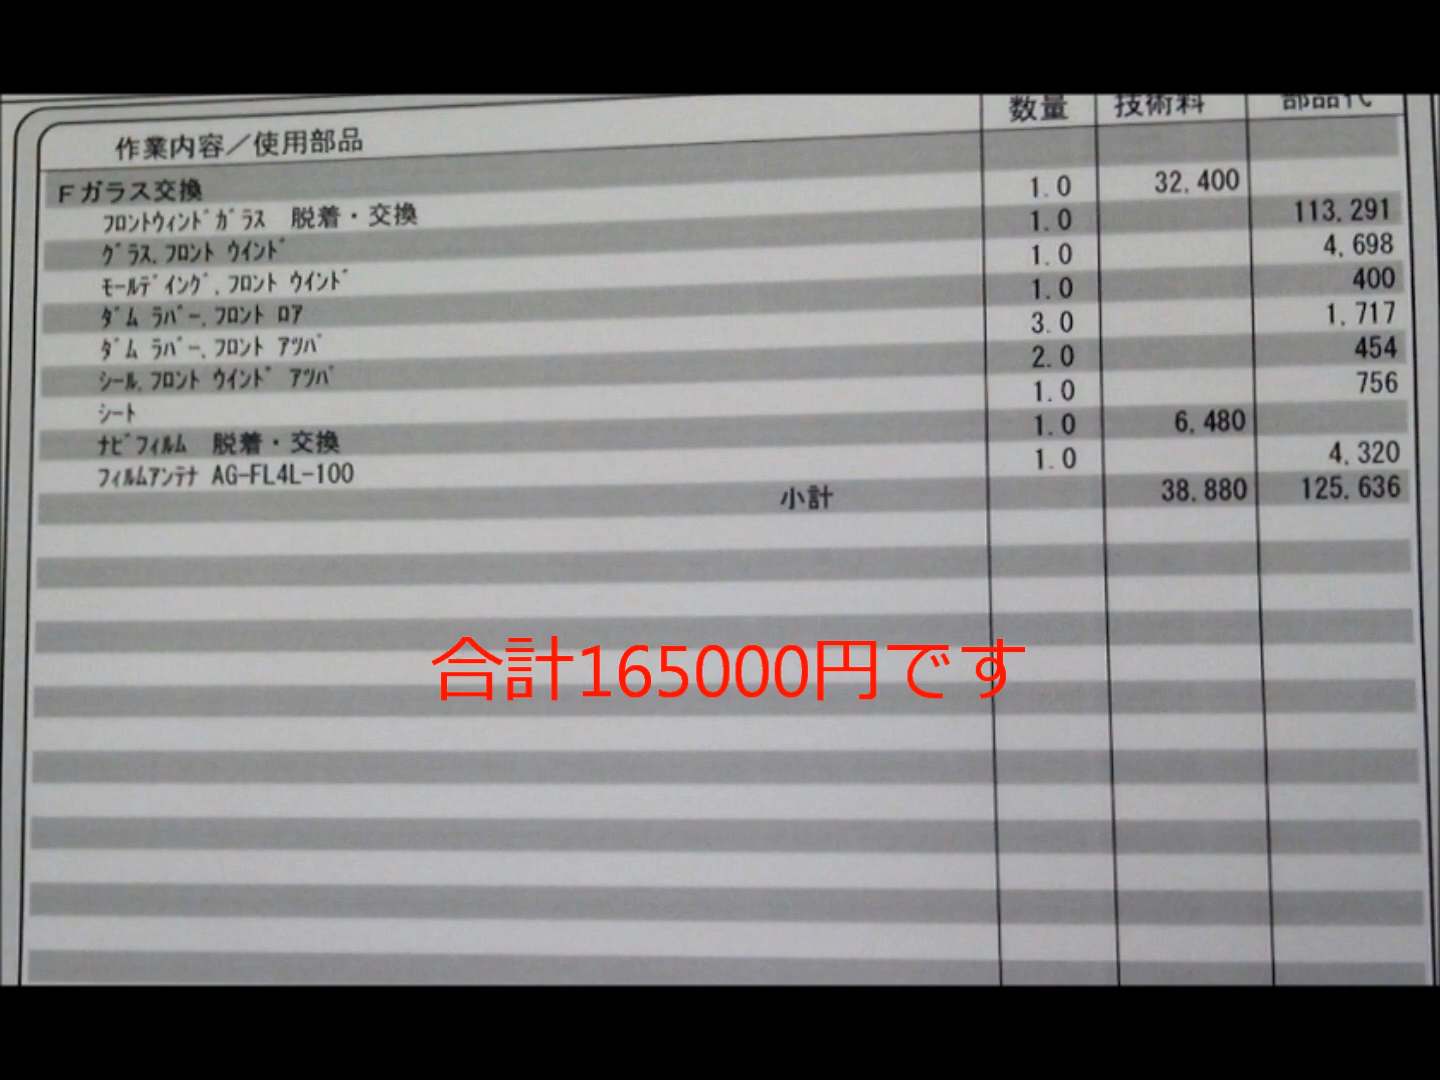 作業内容／使用部品 数量 技術料 部品代
Fガラス交換
ﾌﾛﾝﾄｳｨﾝﾄﾞｶﾞﾗｽ 脱着・交換 1.0 32,400
ｸﾞﾗｽ,ﾌﾛﾝﾄ ｳｲﾝﾄﾞ 1.0 113,291
ﾓｰﾙﾃﾞｲﾝｸﾞ,ﾌﾛﾝﾄ ｳｲﾝﾄﾞ 1.0 4,698
ﾀﾞﾑ ﾗﾊﾞｰ,ﾌﾛﾝﾄ ﾛｱ 1.0 400
ﾀﾞﾑ ﾗﾊﾞｰ,ﾌﾛﾝﾄ ｱﾂﾊﾟ 3.0 1,717
ｼｰﾙ,ﾌﾛﾝﾄ ｳｲﾝﾄﾞ ｱﾂﾊﾟ 2.0 454
ｼｰﾄ 1.0 756
ﾅﾋﾞﾌｨﾙﾑ 脱着・交換 1.0 6,480
ﾌｨﾙﾑｱﾝﾃﾅ AG-FL4L-100 1.0 4,320
小計 38,880 125,636
合計165000円です